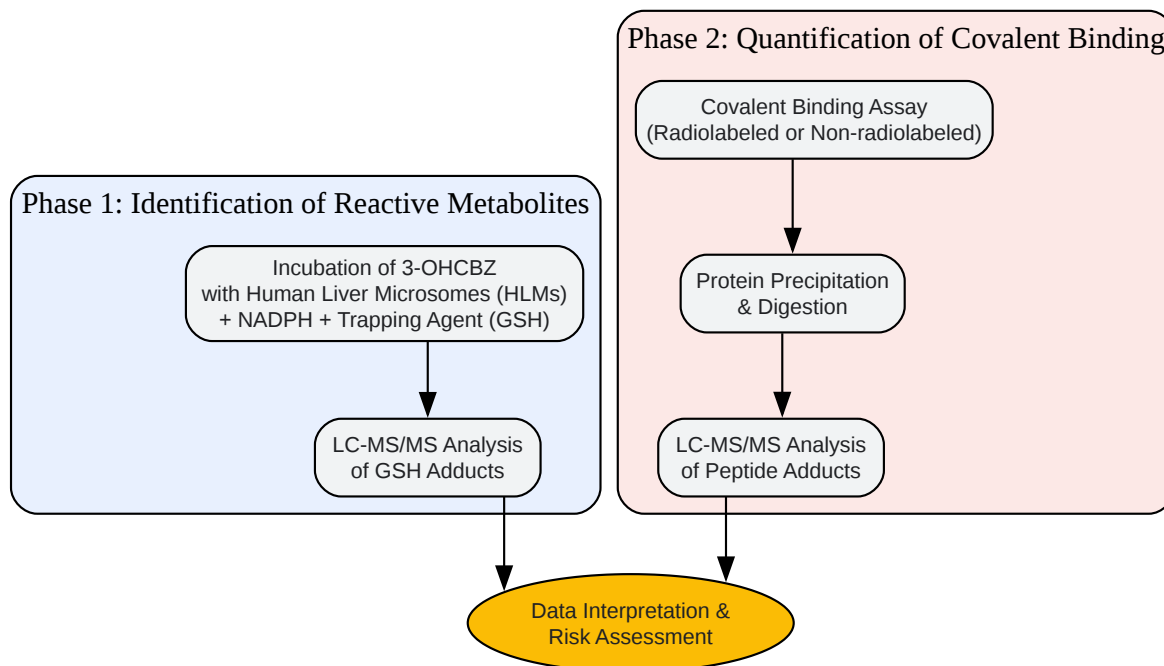 Phase 1: Identification of Reactive Metabolites
Incubation of 3-OHCBZ
with Human Liver Microsomes (HLMs)
+ NADPH + Trapping Agent (GSH)
LC-MS/MS Analysis
of GSH Adducts
Phase 2: Quantification of Covalent Binding
Covalent Binding Assay
(Radiolabeled or Non-radiolabeled)
Protein Precipitation
& Digestion
LC-MS/MS Analysis
of Peptide Adducts
Data Interpretation &
Risk Assessment